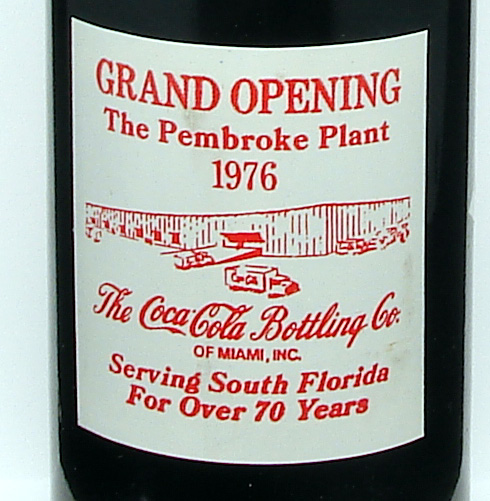 GRAND OPENING
The Pembroke Plant
1976
The Coca-Cola Bottling Co.
OF MIAMI, INC.
Serving South Florida
For Over 70 Years